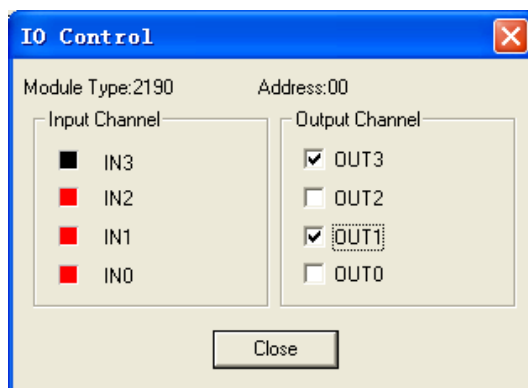 IO Control
Module Type:2190 Address:00
Input Channel Output Channel
IN3 OUT3
IN2 OUT2
IN1 OUT1
IN0 OUT0
Close